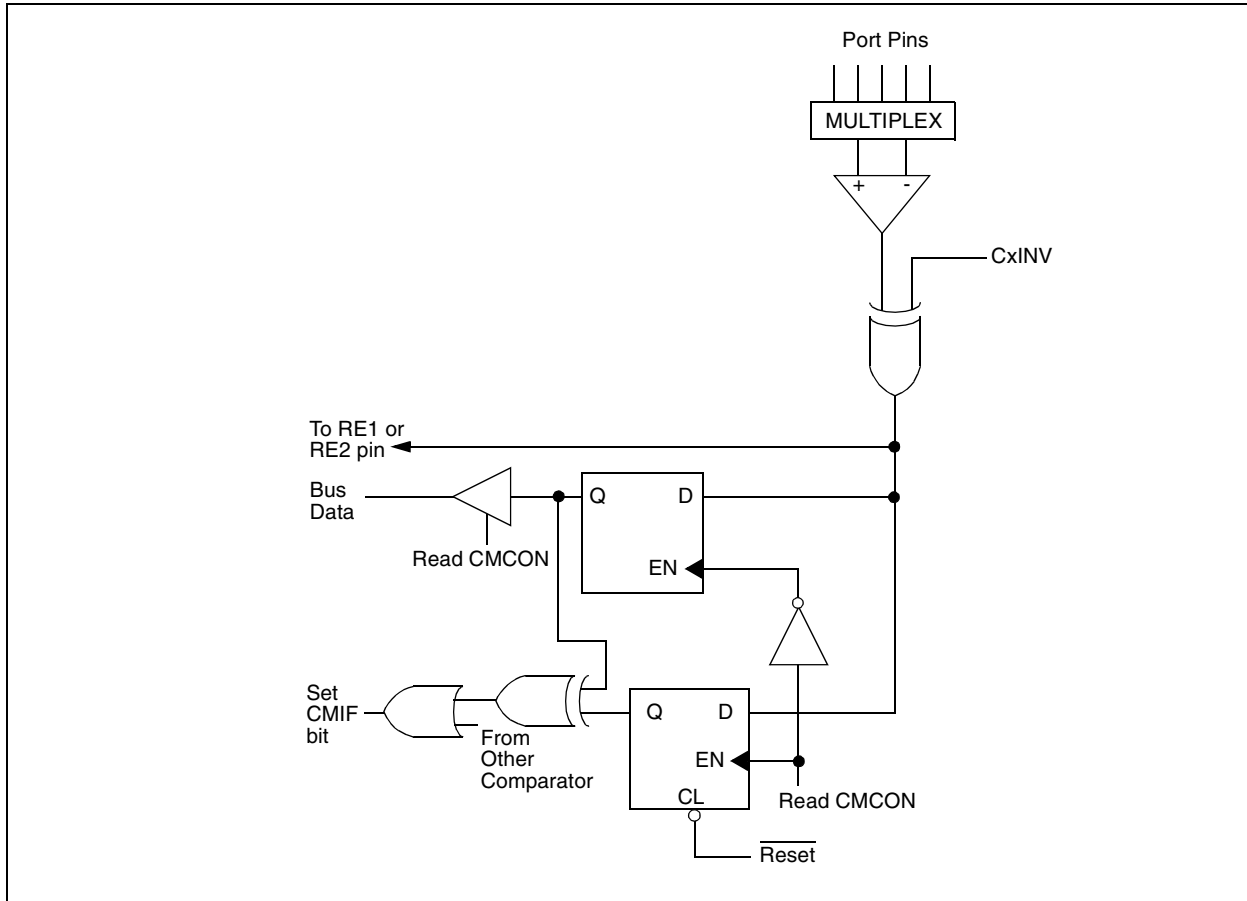 Port Pins
MULTIPLEX
+ -
CxINV
To RE1 or
RE2 pin
Bus
Data
Q D
Read CMCON
EN
Set
CMIF
bit
From
Other
Comparator
Q D
EN
CL
Read CMCON
Reset